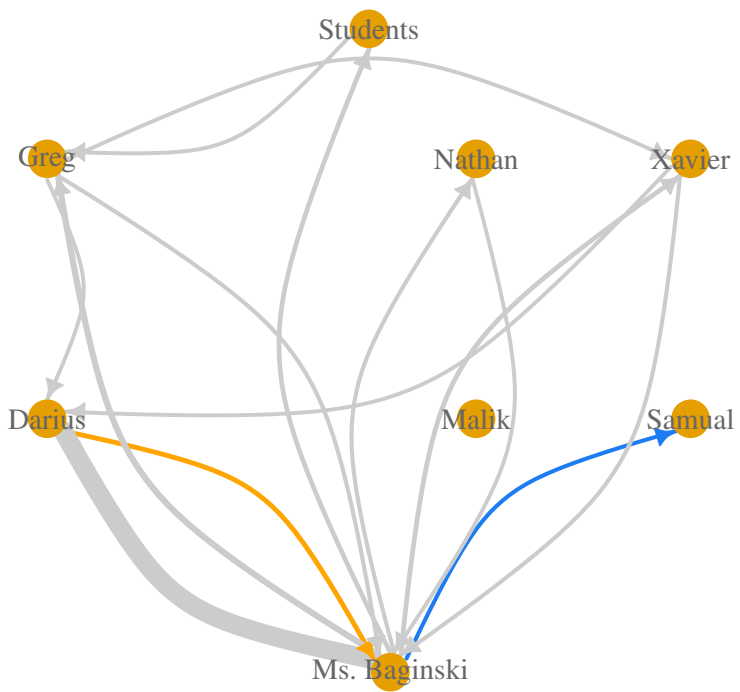 Students
Greg
Nathan
Xavier
Darius
Malik
Samual
Ms. Baginski